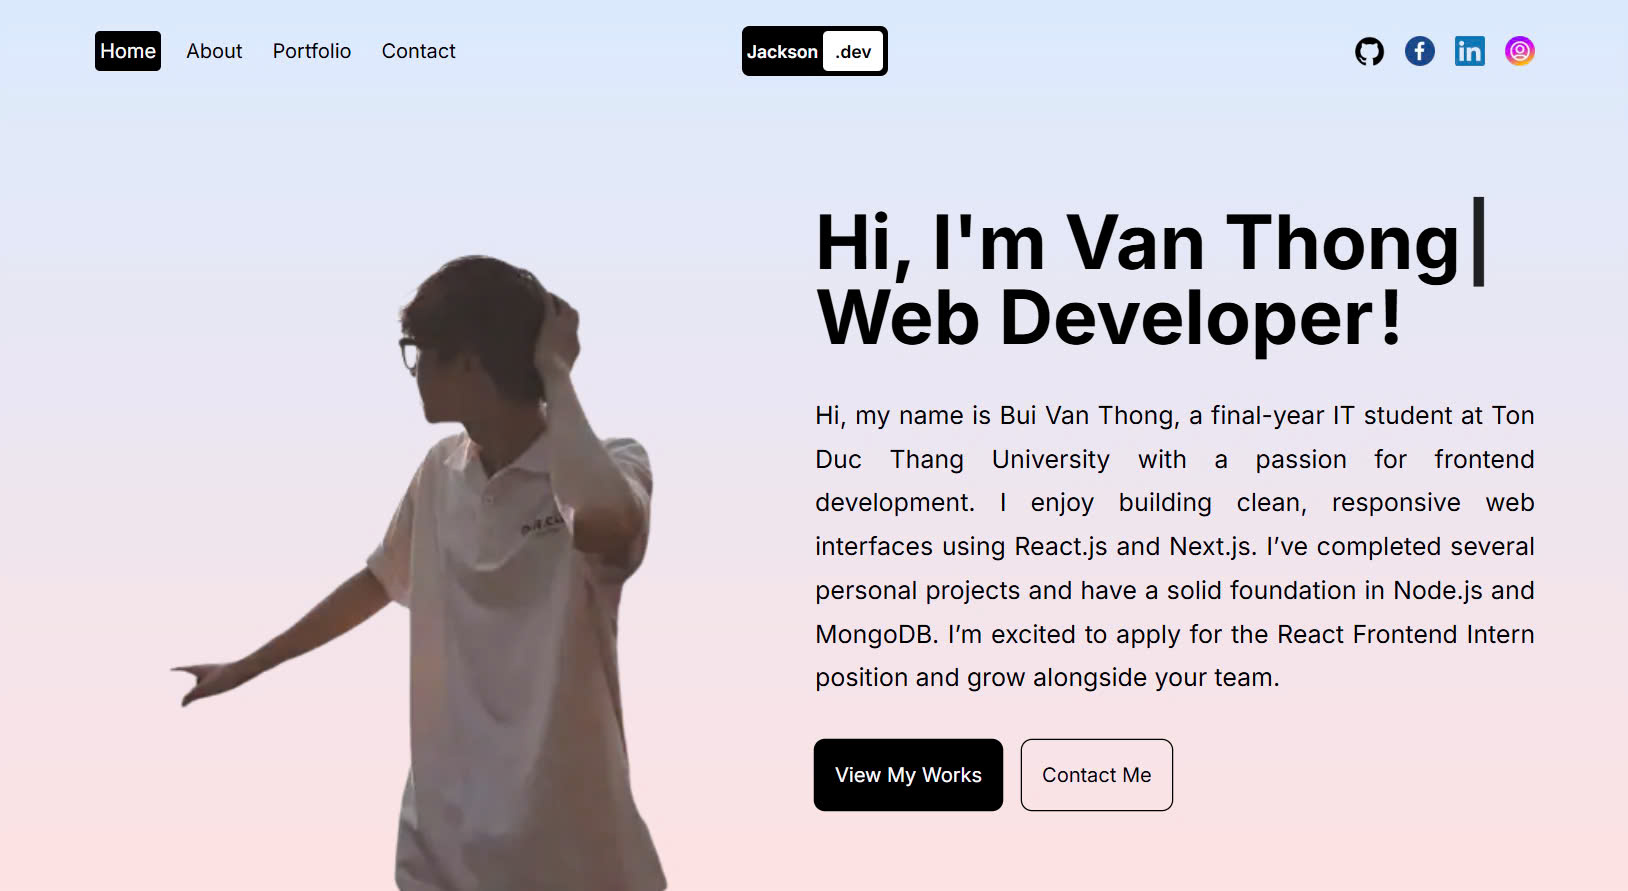 Home About Portfolio Contact
Jackson .dev
Hi, I'm Van Thong|
Web Developer!
Hi, my name is Bui Van Thong, a final-year IT student at Ton
Duc Thang University with a passion for frontend
development. I enjoy building clean, responsive web
interfaces using React.js and Next.js. I’ve completed several
personal projects and have a solid foundation in Node.js and
MongoDB. I’m excited to apply for the React Frontend Intern
position and grow alongside your team.
View My Works
Contact Me